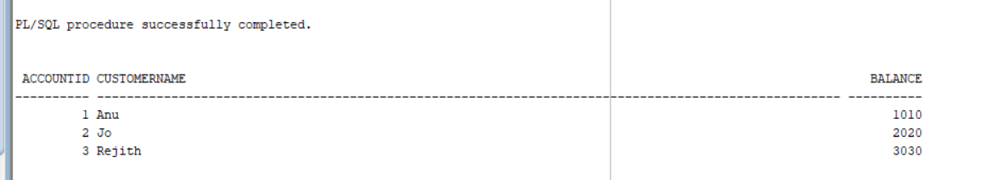 PL/SQL procedure successfully completed.
ACCOUNTID CUSTOMERNAME BALANCE
---------- ---------------------------------------------------------------------------------------------------- ----------
1 Anu 1010
2 Jo 2020
3 Rejith 3030